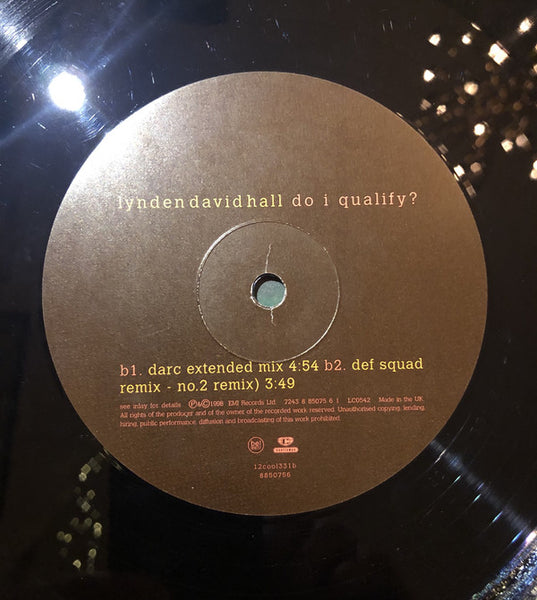 lynden david hall do i qualify?
b1. darc extended mix 4:54 b2. def squad
remix - no.2 remix) 3:49
see inlay for details ℗&©1998 EMI Records Ltd 7243 8 85075 6 1 LC0542 Made in the UK
All rights of the producer and of the owner of the recorded work reserved. Unauthorised copying, lending,
hiring, public performance, diffusion and broadcasting of this work prohibited
12cool331b
8850756